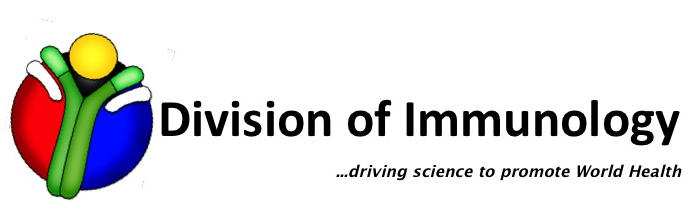 Division of Immunology
...driving science to promote World Health